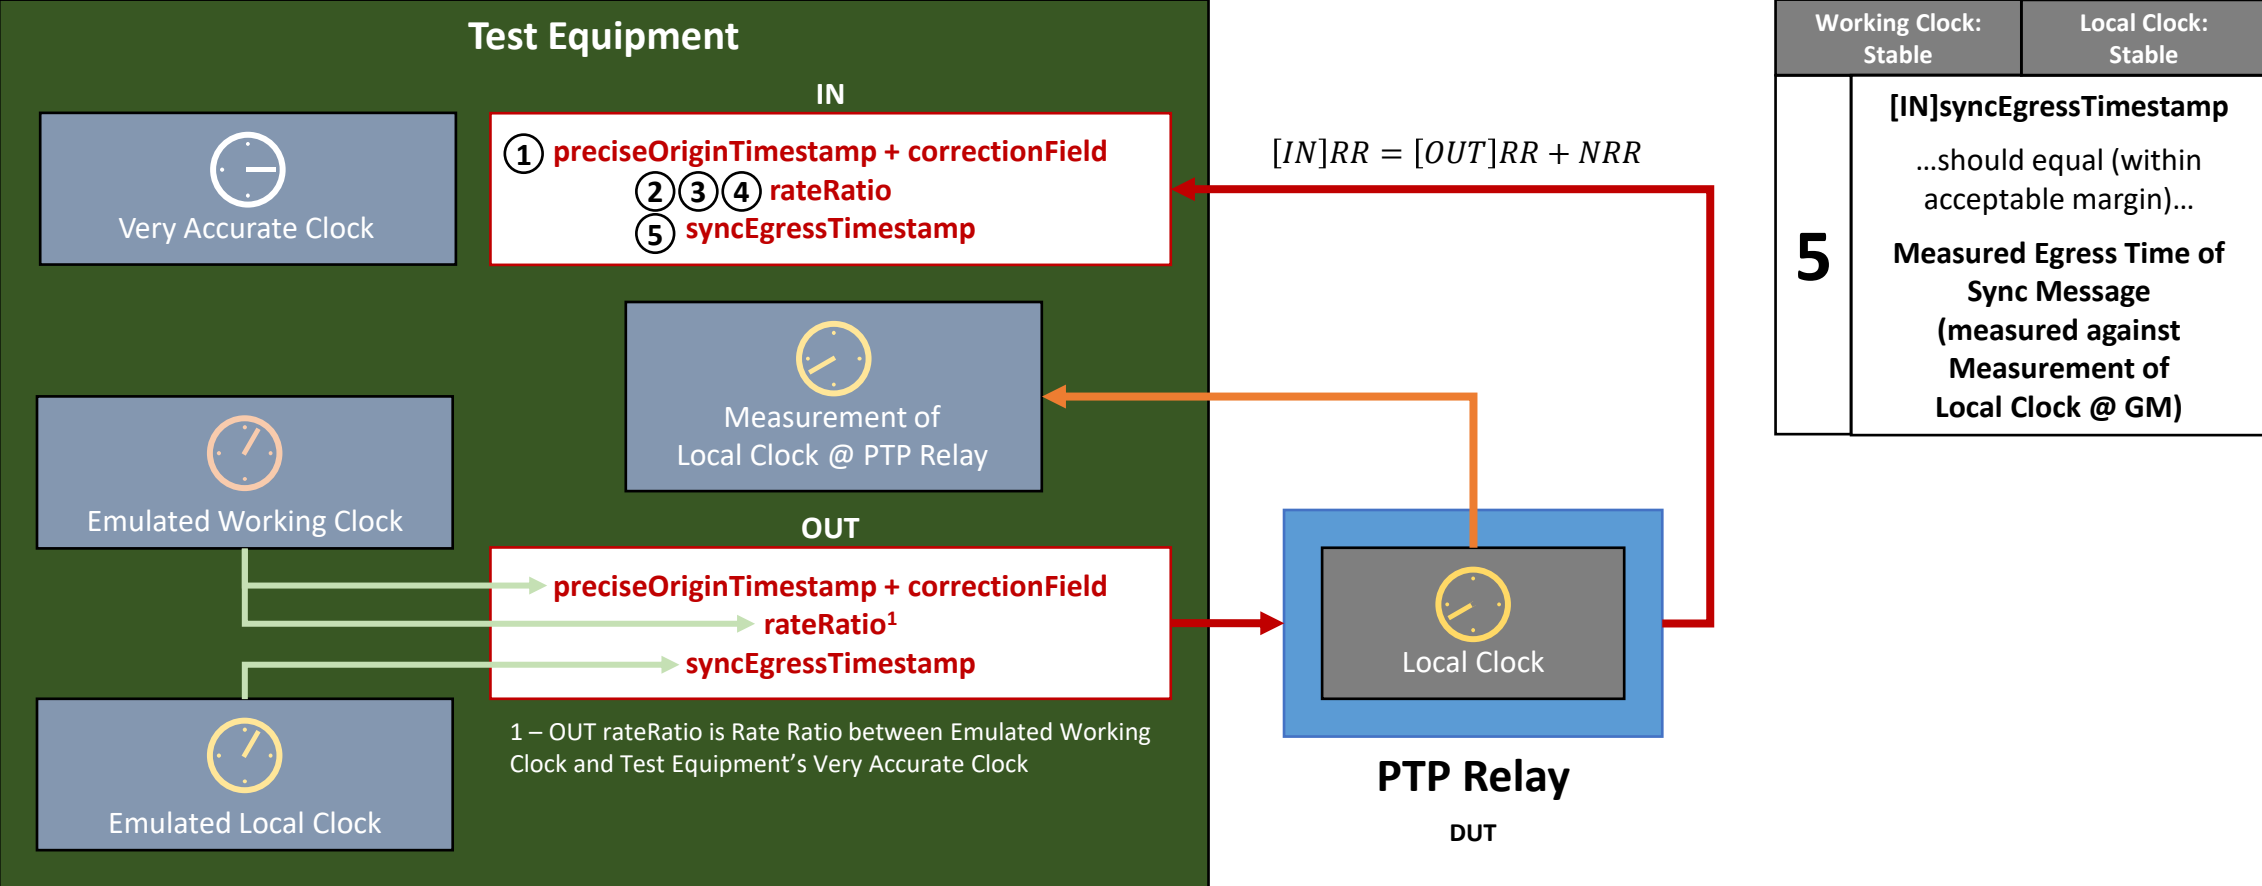 Test Equipment
IN
① preciseOriginTimestamp + correctionField
②③④ rateRatio
⑤ syncEgressTimestamp
Very Accurate Clock
Measurement of
Local Clock @ PTP Relay
Emulated Working Clock
OUT
preciseOriginTimestamp + correctionField
rateRatio¹
syncEgressTimestamp
1 – OUT rateRatio is Rate Ratio between Emulated Working
Clock and Test Equipment's Very Accurate Clock
Emulated Local Clock
[IN]RR = [OUT]RR + NRR
Local Clock
PTP Relay
DUT
Working Clock:
Stable
Local Clock:
Stable
5
[IN]syncEgressTimestamp
...should equal (within
acceptable margin)...
Measured Egress Time of
Sync Message
(measured against
Measurement of
Local Clock @ GM)